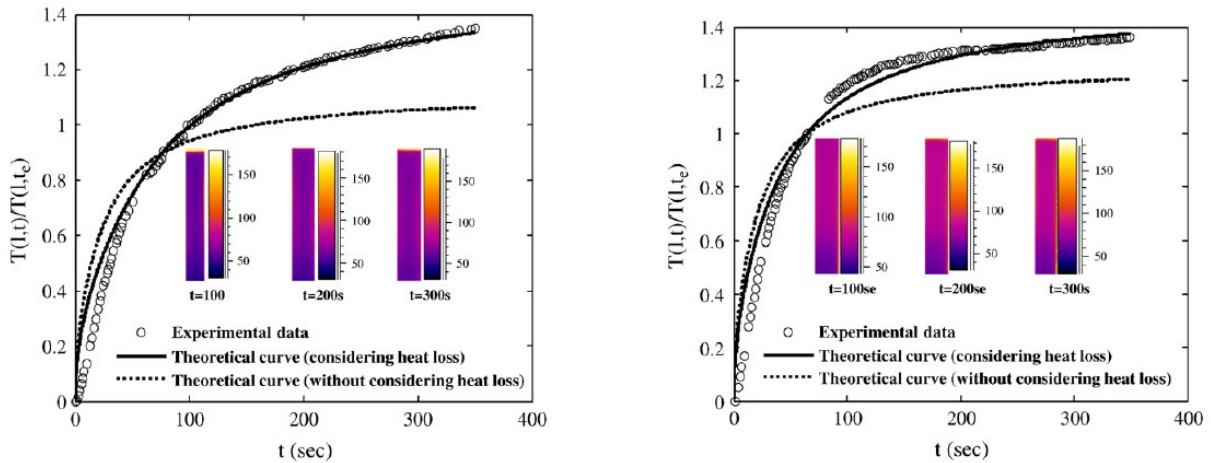 1.4
1.2
1
0.8
0.6
0.4
0.2
0
T(l,t)/T(l,t_e)
150
100
50
150
100
50
150
100
50
t=100
t=200s
t=300s
Experimental data
Theoretical curve (considering heat loss)
Theoretical curve (without considering heat loss)
0
100
200
300
400
t (sec)
1.4
1.2
1
0.8
0.6
0.4
0.2
0
T(l,t)/T(l,t_e)
150
100
50
150
100
50
150
100
50
t=100se
t=200se
t=300s
Experimental data
Theoretical curve (considering heat loss)
Theoretical curve (without considering heat loss)
0
100
200
300
400
t (sec)